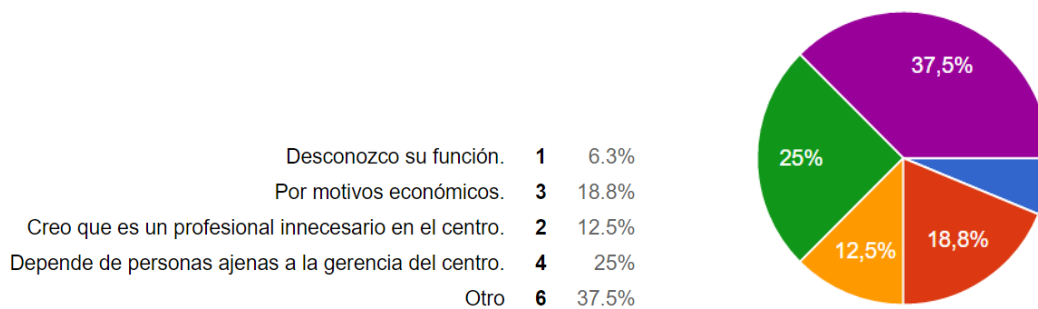 Desconozco su función. 1 6.3%
Por motivos económicos. 3 18.8%
Creo que es un profesional innecesario en el centro. 2 12.5%
Depende de personas ajenas a la gerencia del centro. 4 25%
Otro 6 37.5%
37,5%
25%
12,5%
18,8%